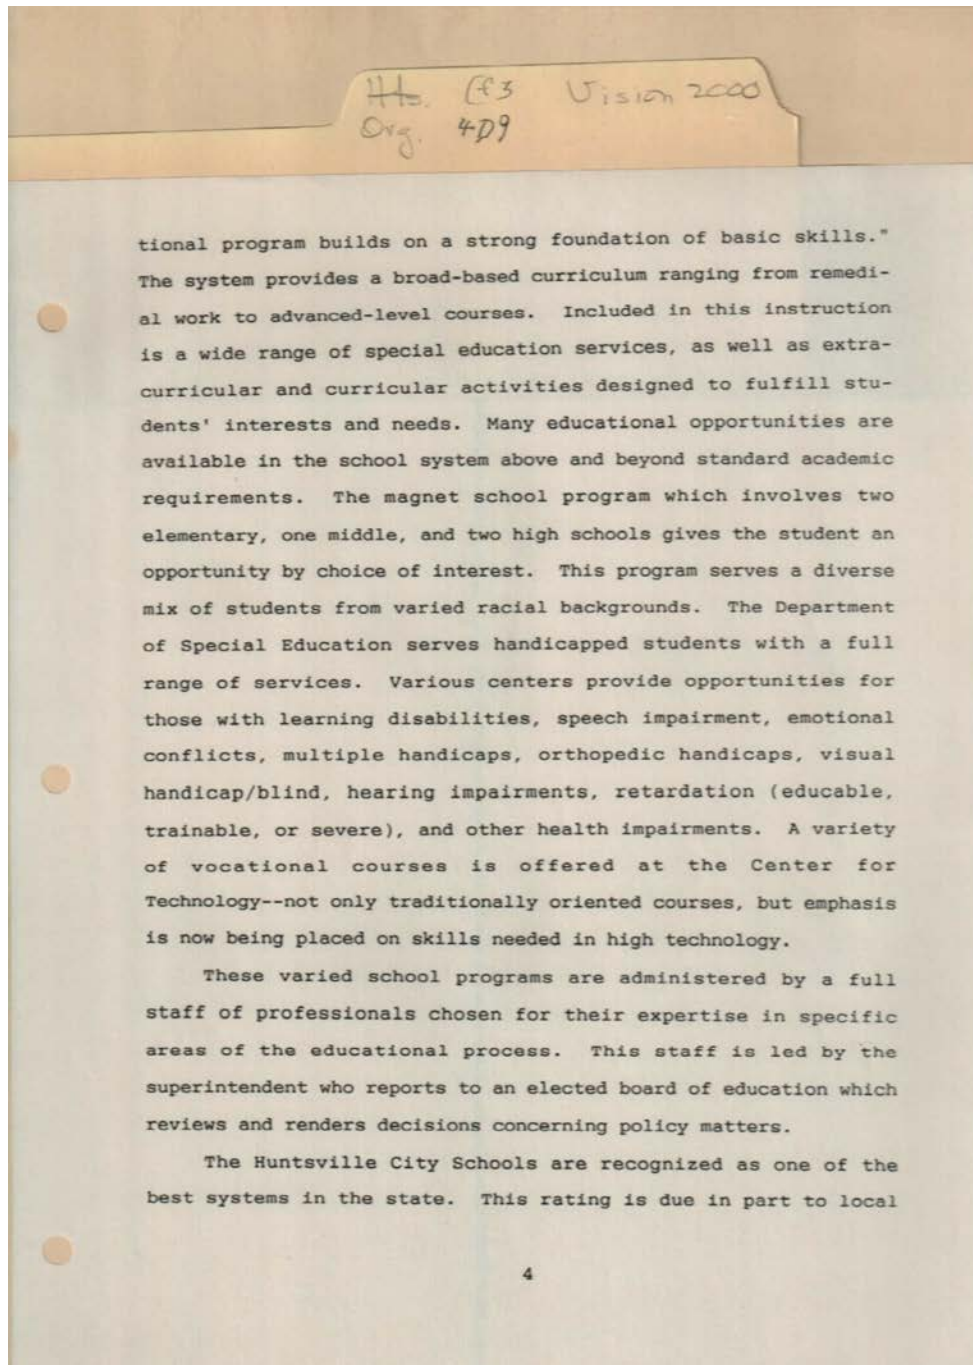 Hts. Cf3 Vision 2000
Org. 4D9
tional program builds on a strong foundation of basic skills."
The system provides a broad-based curriculum ranging from remedi-
al work to advanced-level courses. Included in this instruction
is a wide range of special education services, as well as extra-
curricular and curricular activities designed to fulfill stu-
dents' interests and needs. Many educational opportunities are
available in the school system above and beyond standard academic
requirements. The magnet school program which involves two
elementary, one middle, and two high schools gives the student an
opportunity by choice of interest. This program serves a diverse
mix of students from varied racial backgrounds. The Department
of Special Education serves handicapped students with a full
range of services. Various centers provide opportunities for
those with learning disabilities, speech impairment, emotional
conflicts, multiple handicaps, orthopedic handicaps, visual
handicap/blind, hearing impairments, retardation (educable,
trainable, or severe), and other health impairments. A variety
of vocational courses is offered at the Center for
Technology--not only traditionally oriented courses, but emphasis
is now being placed on skills needed in high technology.
These varied school programs are administered by a full
staff of professionals chosen for their expertise in specific
areas of the educational process. This staff is led by the
superintendent who reports to an elected board of education which
reviews and renders decisions concerning policy matters.
The Huntsville City Schools are recognized as one of the
best systems in the state. This rating is due in part to local
4